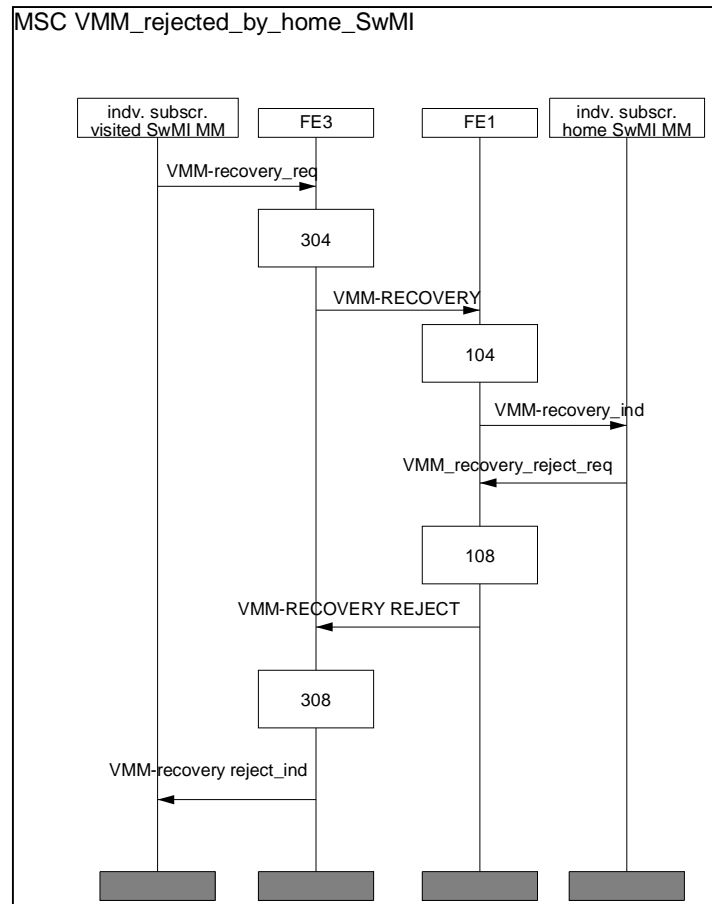 MSC VMM_rejected_by_home_SwMI
indv. subscr.
visited SwMI MM
FE3
FE1
indv. subscr.
home SwMI MM
VMM-recovery_req
304
VMM-RECOVERY
104
VMM-recovery_ind
VMM_recovery_reject_req
108
VMM-RECOVERY REJECT
308
VMM-recovery reject_ind